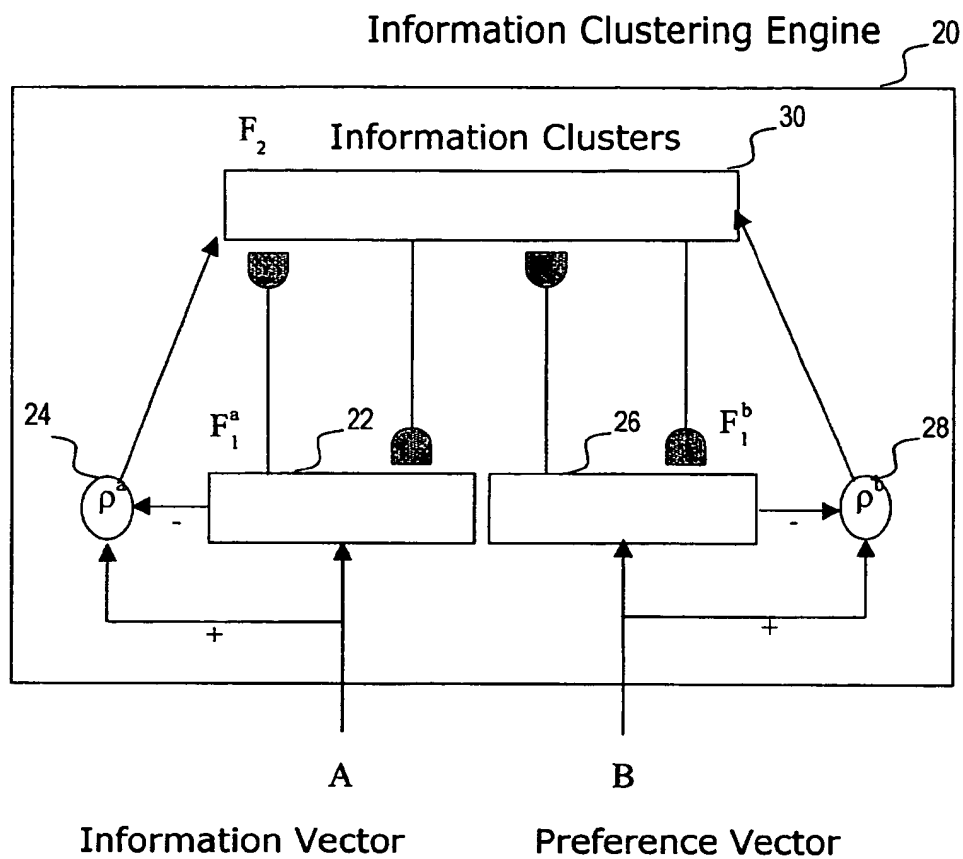 Information Clustering Engine
20
30
F₂ Information Clusters
24
F₁ᵃ
22
26
F₁ᵇ
28
ρᵃ
-
-
ρᵇ
+
+
A
B
Information Vector
Preference Vector